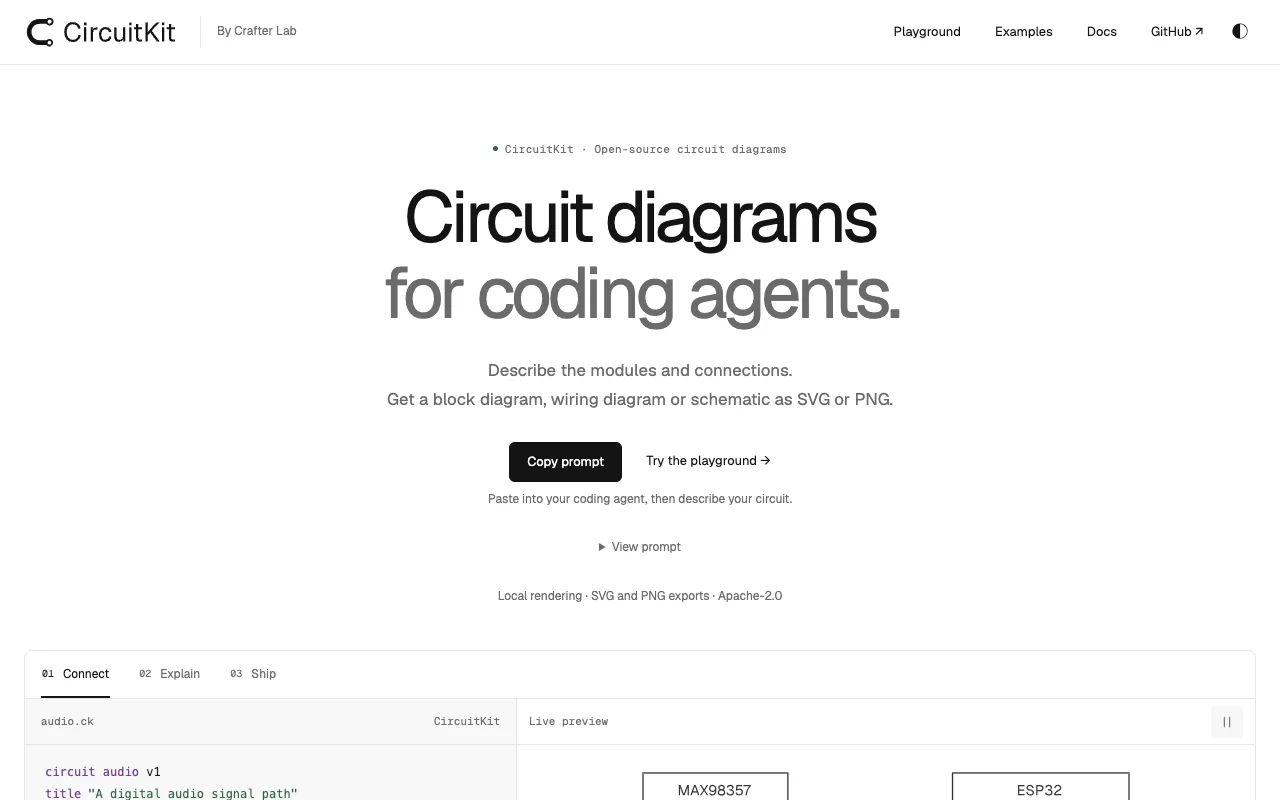 CircuitKit
By Crafter Lab
Playground
Examples
Docs
GitHub ↗
CircuitKit · Open-source circuit diagrams
Circuit diagrams
for coding agents.
Describe the modules and connections.
Get a block diagram, wiring diagram or schematic as SVG or PNG.
Copy prompt
Try the playground →
Paste into your coding agent, then describe your circuit.
▶ View prompt
Local rendering · SVG and PNG exports · Apache-2.0
01 Connect
02 Explain
03 Ship
audio.ck
CircuitKit
Live preview
circuit audio v1
title "A digital audio signal path"
MAX98357
ESP32